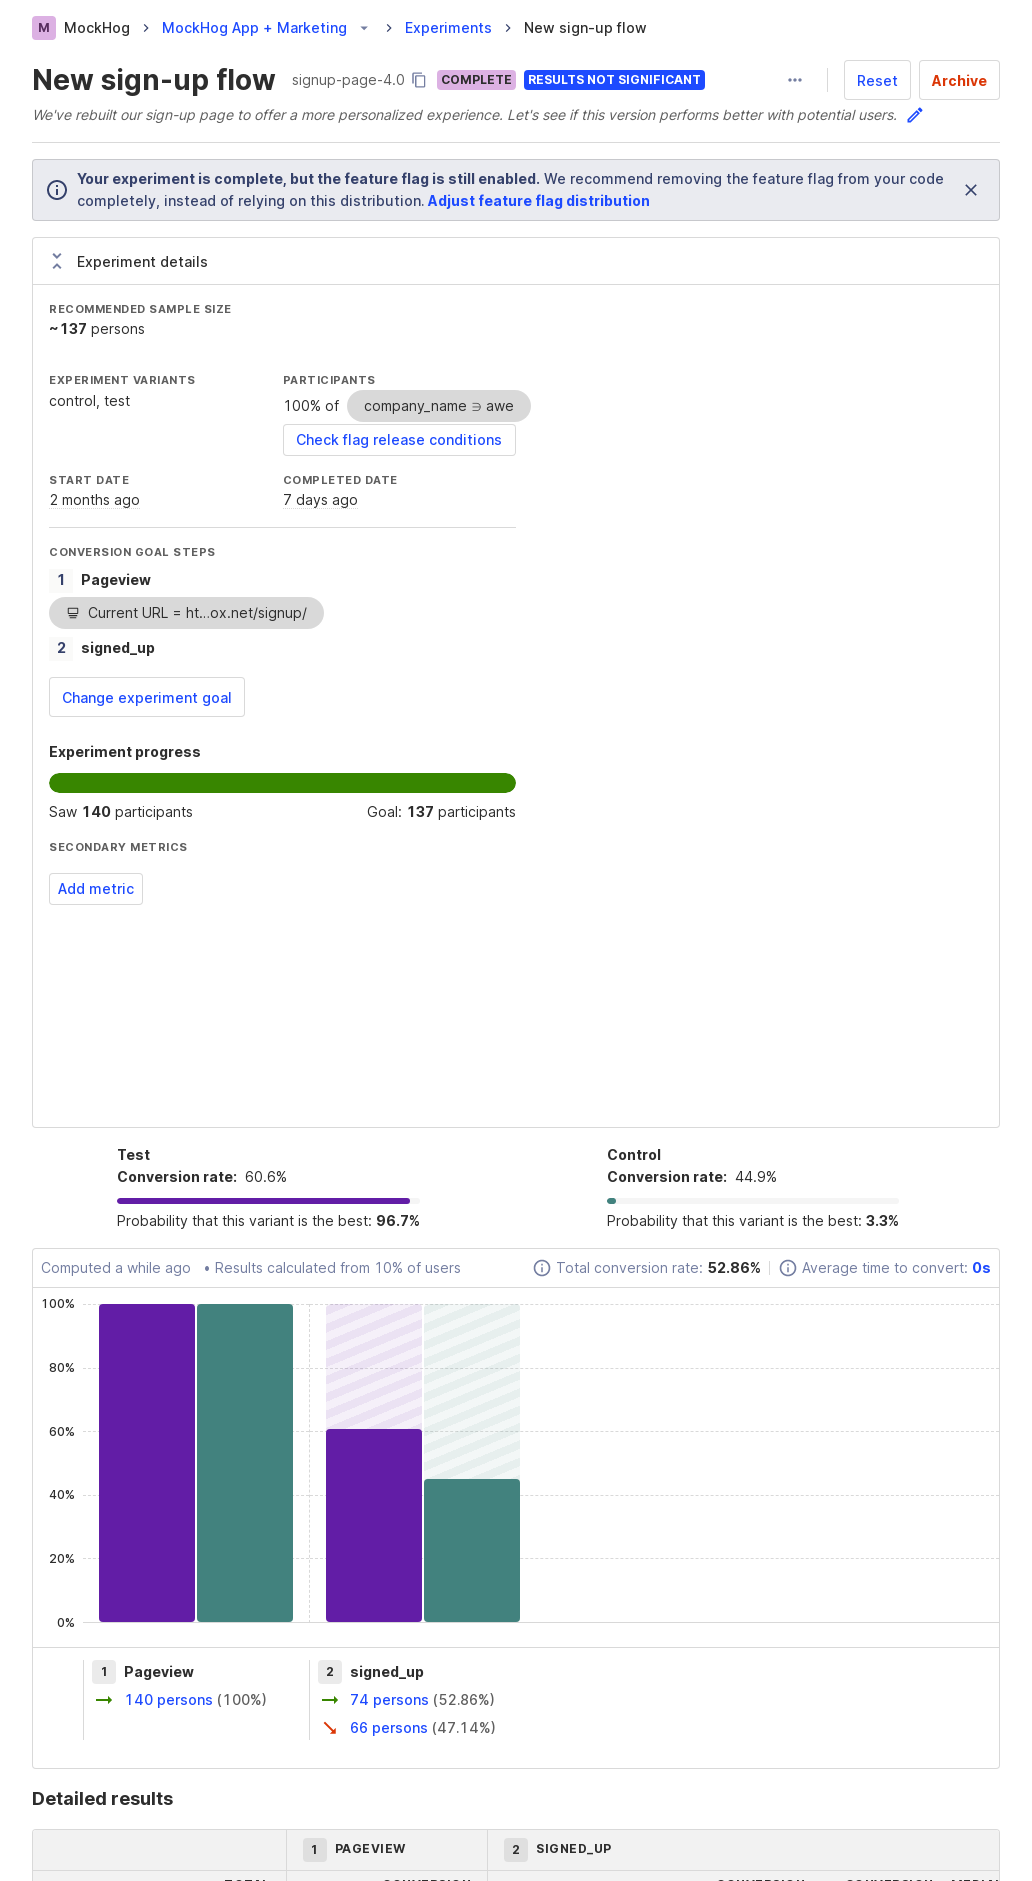 M MockHog > MockHog App + Marketing > Experiments > New sign-up flow
New sign-up flow signup-page-4.0 COMPLETE RESULTS NOT SIGNIFICANT ··· Reset Archive
We've rebuilt our sign-up page to offer a more personalized experience. Let's see if this version performs better with potential users.
Your experiment is complete, but the feature flag is still enabled. We recommend removing the feature flag from your code
completely, instead of relying on this distribution. Adjust feature flag distribution
Experiment details
RECOMMENDED SAMPLE SIZE
~137 persons
EXPERIMENT VARIANTS PARTICIPANTS
control, test 100% of company_name ∋ awe
Check flag release conditions
START DATE COMPLETED DATE
2 months ago 7 days ago
CONVERSION GOAL STEPS
1 Pageview
Current URL = ht...ox.net/signup/
2 signed_up
Change experiment goal
Experiment progress
Saw 140 participants Goal: 137 participants
SECONDARY METRICS
Add metric
Test Control
Conversion rate: 60.6% Conversion rate: 44.9%
Probability that this variant is the best: 96.7% Probability that this variant is the best: 3.3%
Computed a while ago • Results calculated from 10% of users Total conversion rate: 52.86% Average time to convert: 0s
100%
80%
60%
40%
20%
0%
1 Pageview 2 signed_up
140 persons (100%) 74 persons (52.86%)
66 persons (47.14%)
Detailed results
1 PAGEVIEW 2 SIGNED_UP